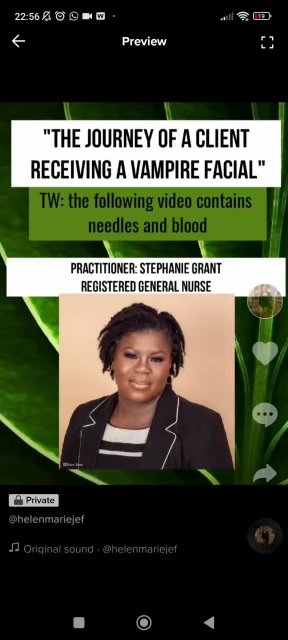 22:56
19
Preview
"THE JOURNEY OF A CLIENT
RECEIVING A VAMPIRE FACIAL"
TW: the following video contains
needles and blood
PRACTITIONER: STEPHANIE GRANT
REGISTERED GENERAL NURSE
Private
@helenmariejef
Original sound - @helenmariejef